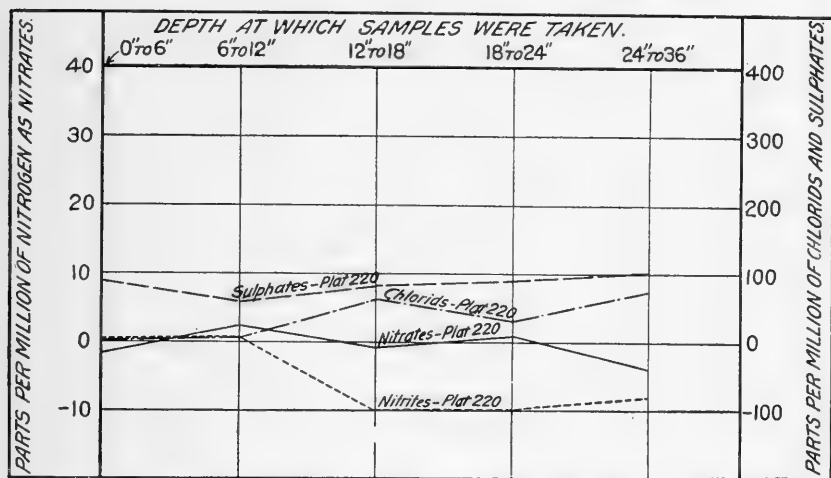 DEPTH AT WHICH SAMPLES WERE TAKEN.
0" TO 6"
6" TO 12"
12" TO 18"
18" TO 24"
24" TO 36"
PARTS PER MILLION OF NITROGEN AS NITRATES.
40
30
20
10
0
-10
Sulphates-Plat 220
Chlorids-Plat 220
Nitrates-Plat 220
Nitrites-Plat 220
400
300
200
100
0
-100
PARTS PER MILLION OF CHLORIDS AND SULPHATES.